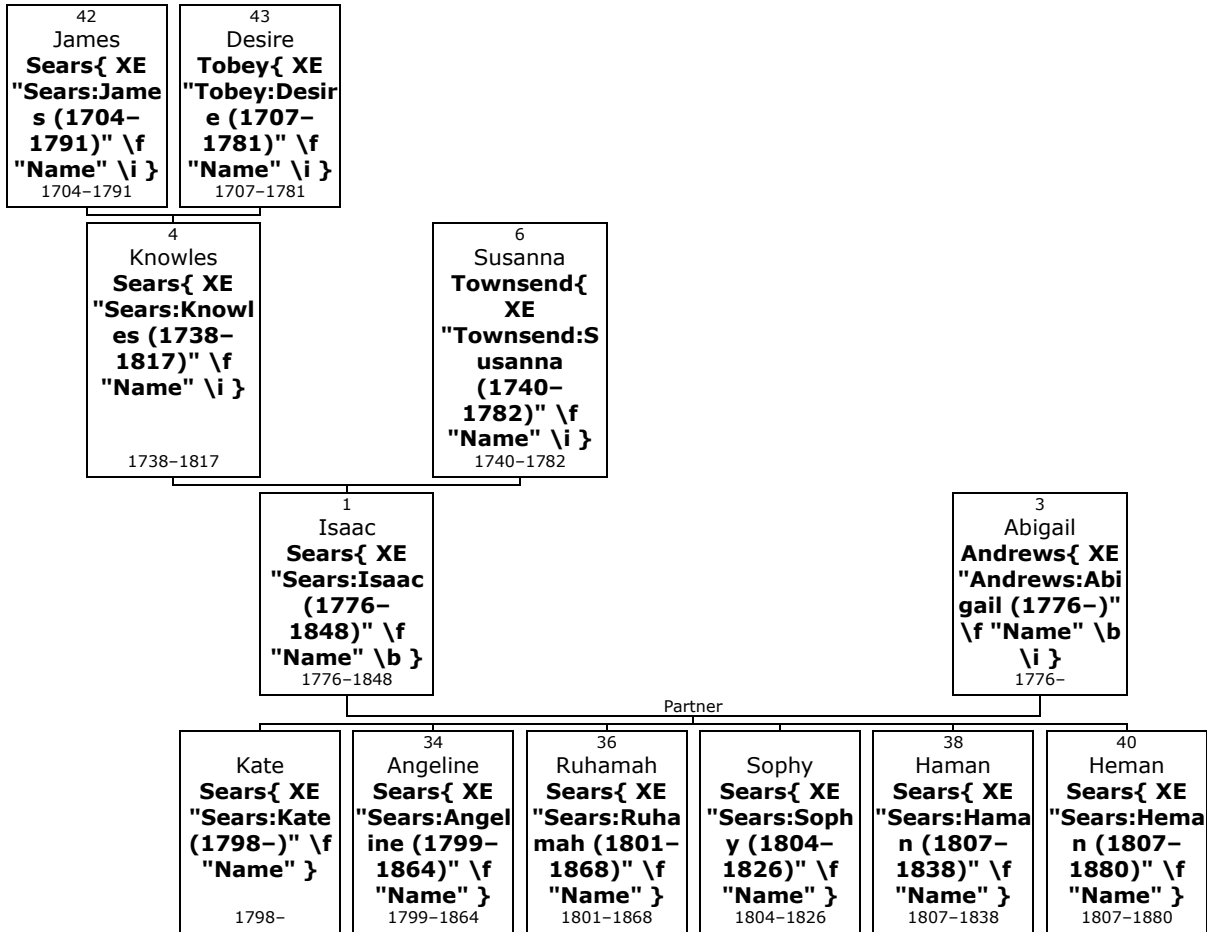 42
James
Sears{ XE
"Sears:Jame
s (1704–
1791)" \f
"Name" \i }
1704–1791
43
Desire
Tobey{ XE
"Tobey:Desir
e (1707–
1781)" \f
"Name" \i }
1707–1781
4
Knowles
Sears{ XE
"Sears:Knowl
es (1738–
1817)" \f
"Name" \i }
1738–1817
6
Susanna
Townsend{
XE
"Townsend:S
usanna
(1740–
1782)" \f
"Name" \i }
1740–1782
1
Isaac
Sears{ XE
"Sears:Isaac
(1776–
1848)" \f
"Name" \b }
1776–1848
3
Abigail
Andrews{ XE
"Andrews:Abi
gail (1776–)"
\f "Name" \b
\i }
1776–
Partner
Kate
Sears{ XE
"Sears:Kate
(1798–)" \f
"Name" }
1798–
34
Angeline
Sears{ XE
"Sears:Angel
ine (1799–
1864)" \f
"Name" }
1799–1864
36
Ruhamah
Sears{ XE
"Sears:Ruha
mah (1801–
1868)" \f
"Name" }
1801–1868
Sophy
Sears{ XE
"Sears:Soph
y (1804–
1826)" \f
"Name" }
1804–1826
38
Haman
Sears{ XE
"Sears:Hama
n (1807–
1838)" \f
"Name" }
1807–1838
40
Heman
Sears{ XE
"Sears:Hema
n (1807–
1880)" \f
"Name" }
1807–1880